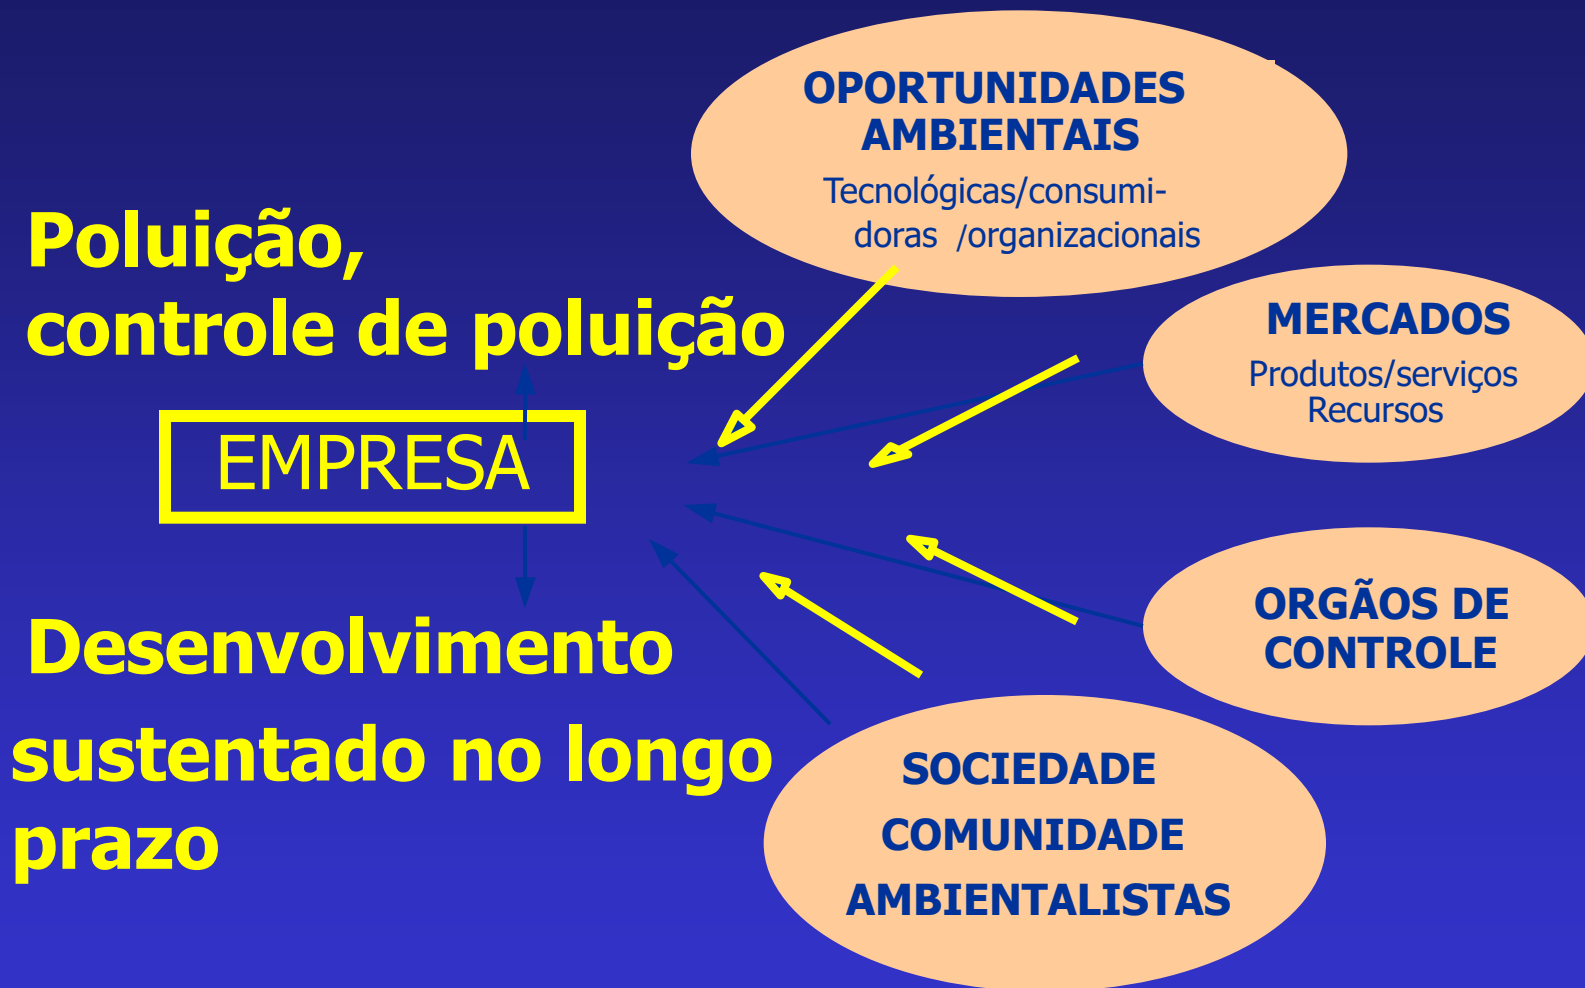 OPORTUNIDADES
AMBIENTAIS
Tecnológicas/consumi-
doras /organizacionais
Poluição,
controle de poluição
MERCADOS
Produtos/serviços
Recursos
EMPRESA
ORGÃOS DE
CONTROLE
Desenvolvimento
sustentado no longo
prazo
SOCIEDADE
COMUNIDADE
AMBIENTALISTAS